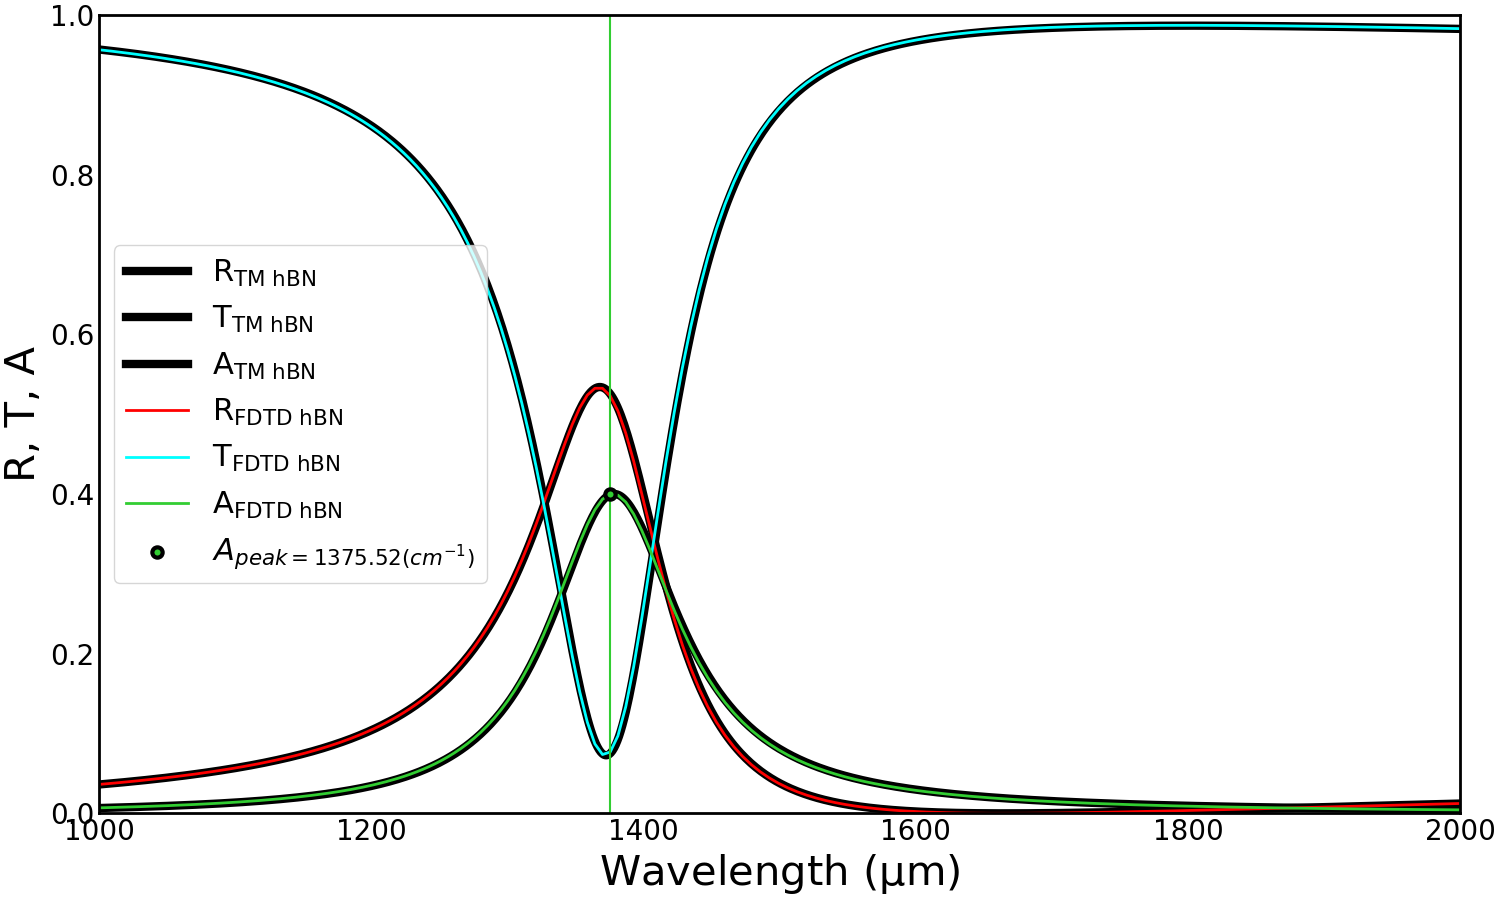 1.0
0.8
0.6
0.4
0.2
0.0
R, T, A
R_TM hBN
T_TM hBN
A_TM hBN
R_FDTD hBN
T_FDTD hBN
A_FDTD hBN
A_peak = 1375.52(cm^−1)
1000 1200 1400 1600 1800 2000
Wavelength (μm)